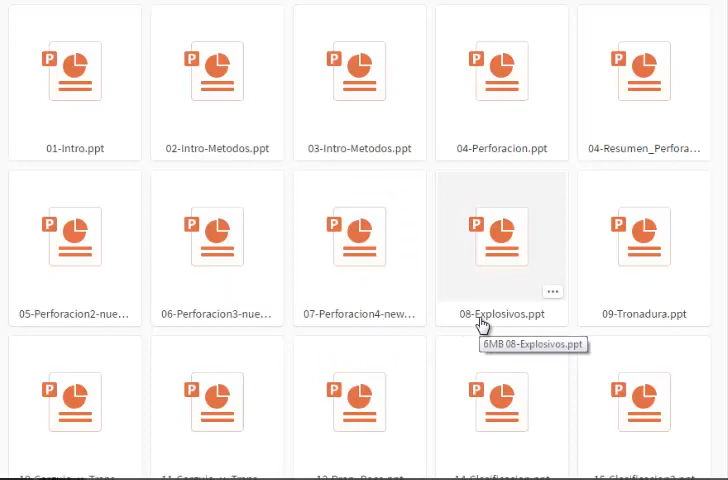 01-Intro.ppt
02-Intro-Metodos.ppt
03-Intro-Metodos.ppt
04-Perforacion.ppt
04-Resumen_Perfora...
05-Perforacion2-nue...
06-Perforacion3-nue...
07-Perforacion4-new...
08-Explosivos.ppt
09-Tronadura.ppt
6MB 08-Explosivos.ppt